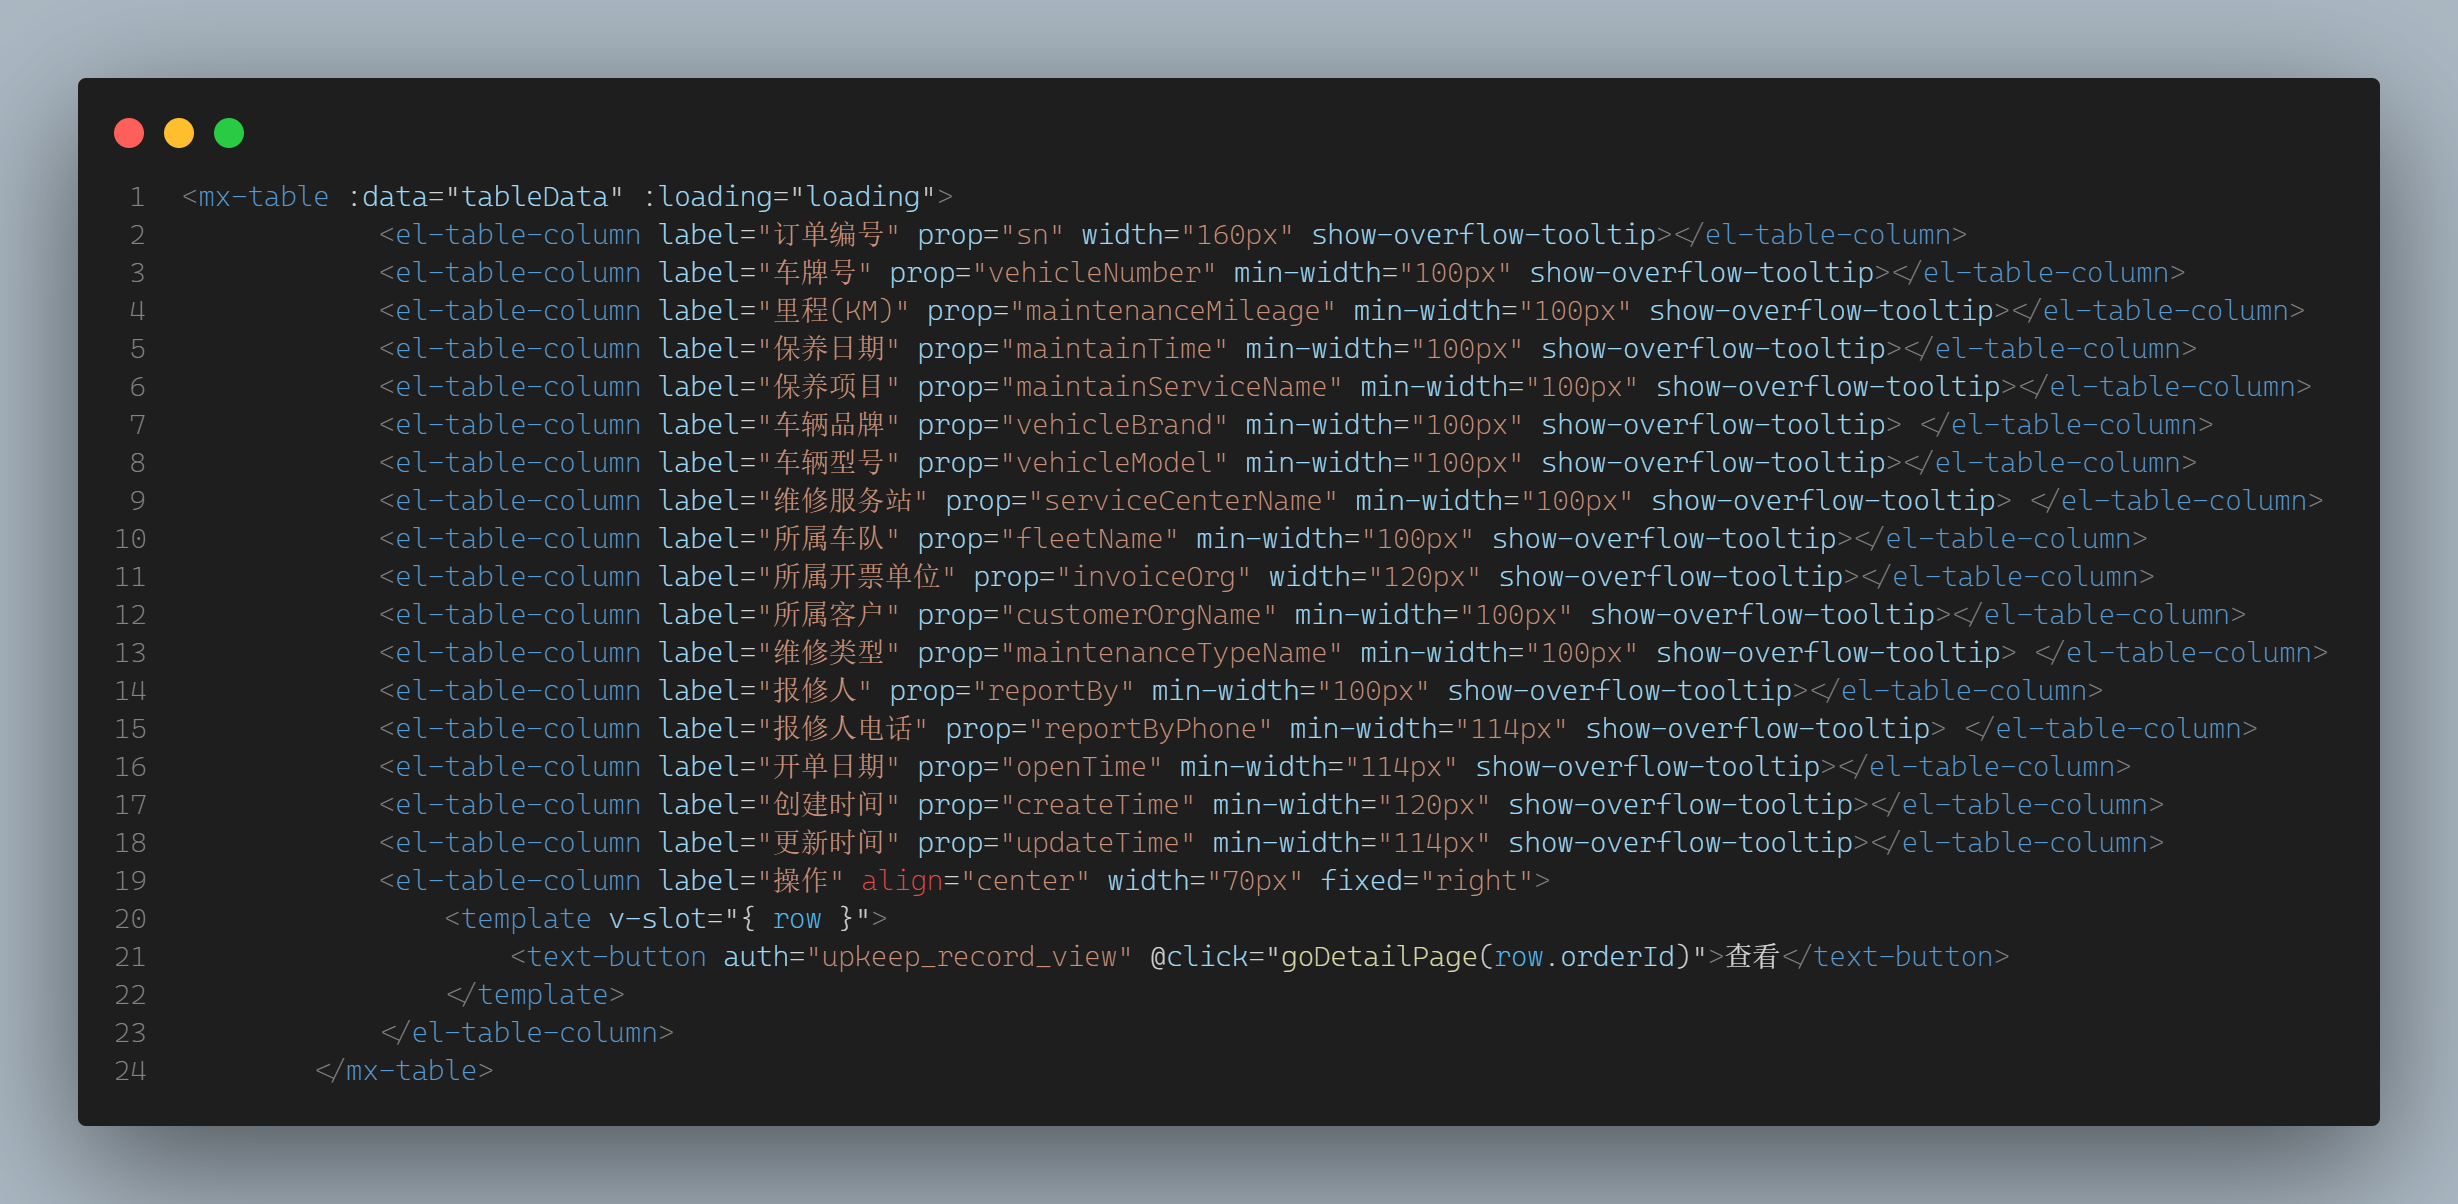 1 <mx-table :data="tableData" :loading="loading">
2 <el-table-column label="订单编号" prop="sn" width="160px" show-overflow-tooltip></el-table-column>
3 <el-table-column label="车牌号" prop="vehicleNumber" min-width="100px" show-overflow-tooltip></el-table-column>
4 <el-table-column label="里程(KM)" prop="maintenanceMileage" min-width="100px" show-overflow-tooltip></el-table-column>
5 <el-table-column label="保养日期" prop="maintainTime" min-width="100px" show-overflow-tooltip></el-table-column>
6 <el-table-column label="保养项目" prop="maintainServiceName" min-width="100px" show-overflow-tooltip></el-table-column>
7 <el-table-column label="车辆品牌" prop="vehicleBrand" min-width="100px" show-overflow-tooltip> </el-table-column>
8 <el-table-column label="车辆型号" prop="vehicleModel" min-width="100px" show-overflow-tooltip></el-table-column>
9 <el-table-column label="维修服务站" prop="serviceCenterName" min-width="100px" show-overflow-tooltip> </el-table-column>
10 <el-table-column label="所属车队" prop="fleetName" min-width="100px" show-overflow-tooltip></el-table-column>
11 <el-table-column label="所属开票单位" prop="invoiceOrg" width="120px" show-overflow-tooltip></el-table-column>
12 <el-table-column label="所属客户" prop="customerOrgName" min-width="100px" show-overflow-tooltip></el-table-column>
13 <el-table-column label="维修类型" prop="maintenanceTypeName" min-width="100px" show-overflow-tooltip> </el-table-column>
14 <el-table-column label="报修人" prop="reportBy" min-width="100px" show-overflow-tooltip></el-table-column>
15 <el-table-column label="报修人电话" prop="reportByPhone" min-width="114px" show-overflow-tooltip> </el-table-column>
16 <el-table-column label="开单日期" prop="openTime" min-width="114px" show-overflow-tooltip></el-table-column>
17 <el-table-column label="创建时间" prop="createTime" min-width="120px" show-overflow-tooltip></el-table-column>
18 <el-table-column label="更新时间" prop="updateTime" min-width="114px" show-overflow-tooltip></el-table-column>
19 <el-table-column label="操作" align="center" width="70px" fixed="right">
20 <template v-slot="{ row }">
21 <text-button auth="upkeep_record_view" @click="goDetailPage(row.orderId)">查看</text-button>
22 </template>
23 </el-table-column>
24 </mx-table>